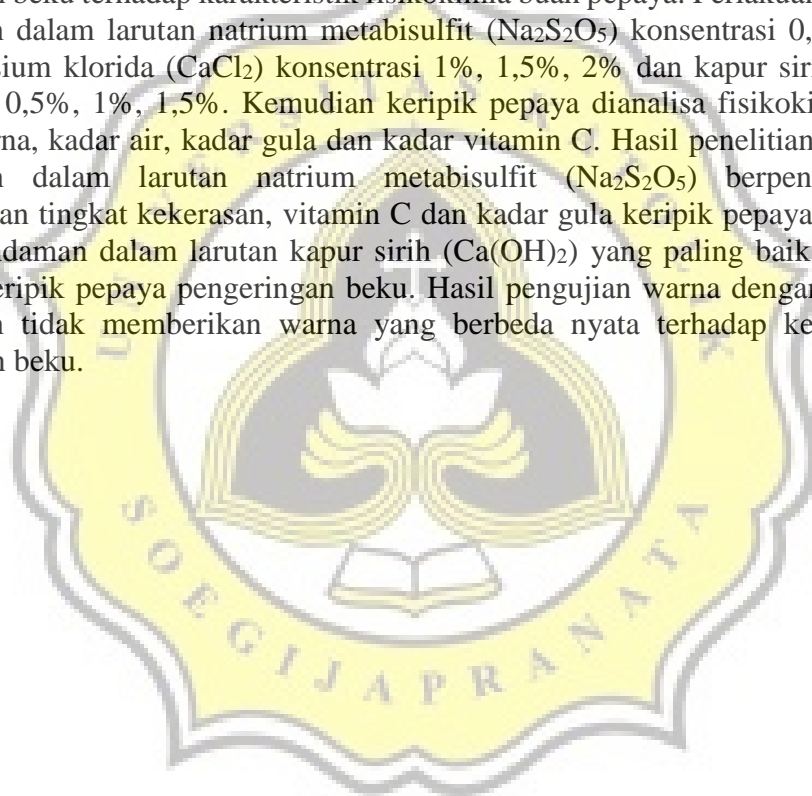 beku terhadap karakteristik fisikokimia buah pepaya. Perlakuan
dalam larutan natrium metabisulfit (Na₂S₂O₅) konsentrasi 0,
sium klorida (CaCl₂) konsentrasi 1%, 1,5%, 2% dan kapur sir
0,5%, 1%, 1,5%. Kemudian keripik pepaya dianalisa fisikoki
rna, kadar air, kadar gula dan kadar vitamin C. Hasil penelitian
n dalam larutan natrium metabisulfit (Na₂S₂O₅) berpen
an tingkat kekerasan, vitamin C dan kadar gula keripik pepaya
ndaman dalam larutan kapur sirih (Ca(OH)₂) yang paling baik
eripik pepaya pengeringan beku. Hasil pengujian warna dengan
n tidak memberikan warna yang berbeda nyata terhadap ke
n beku.
SOEGIJAPRANATA